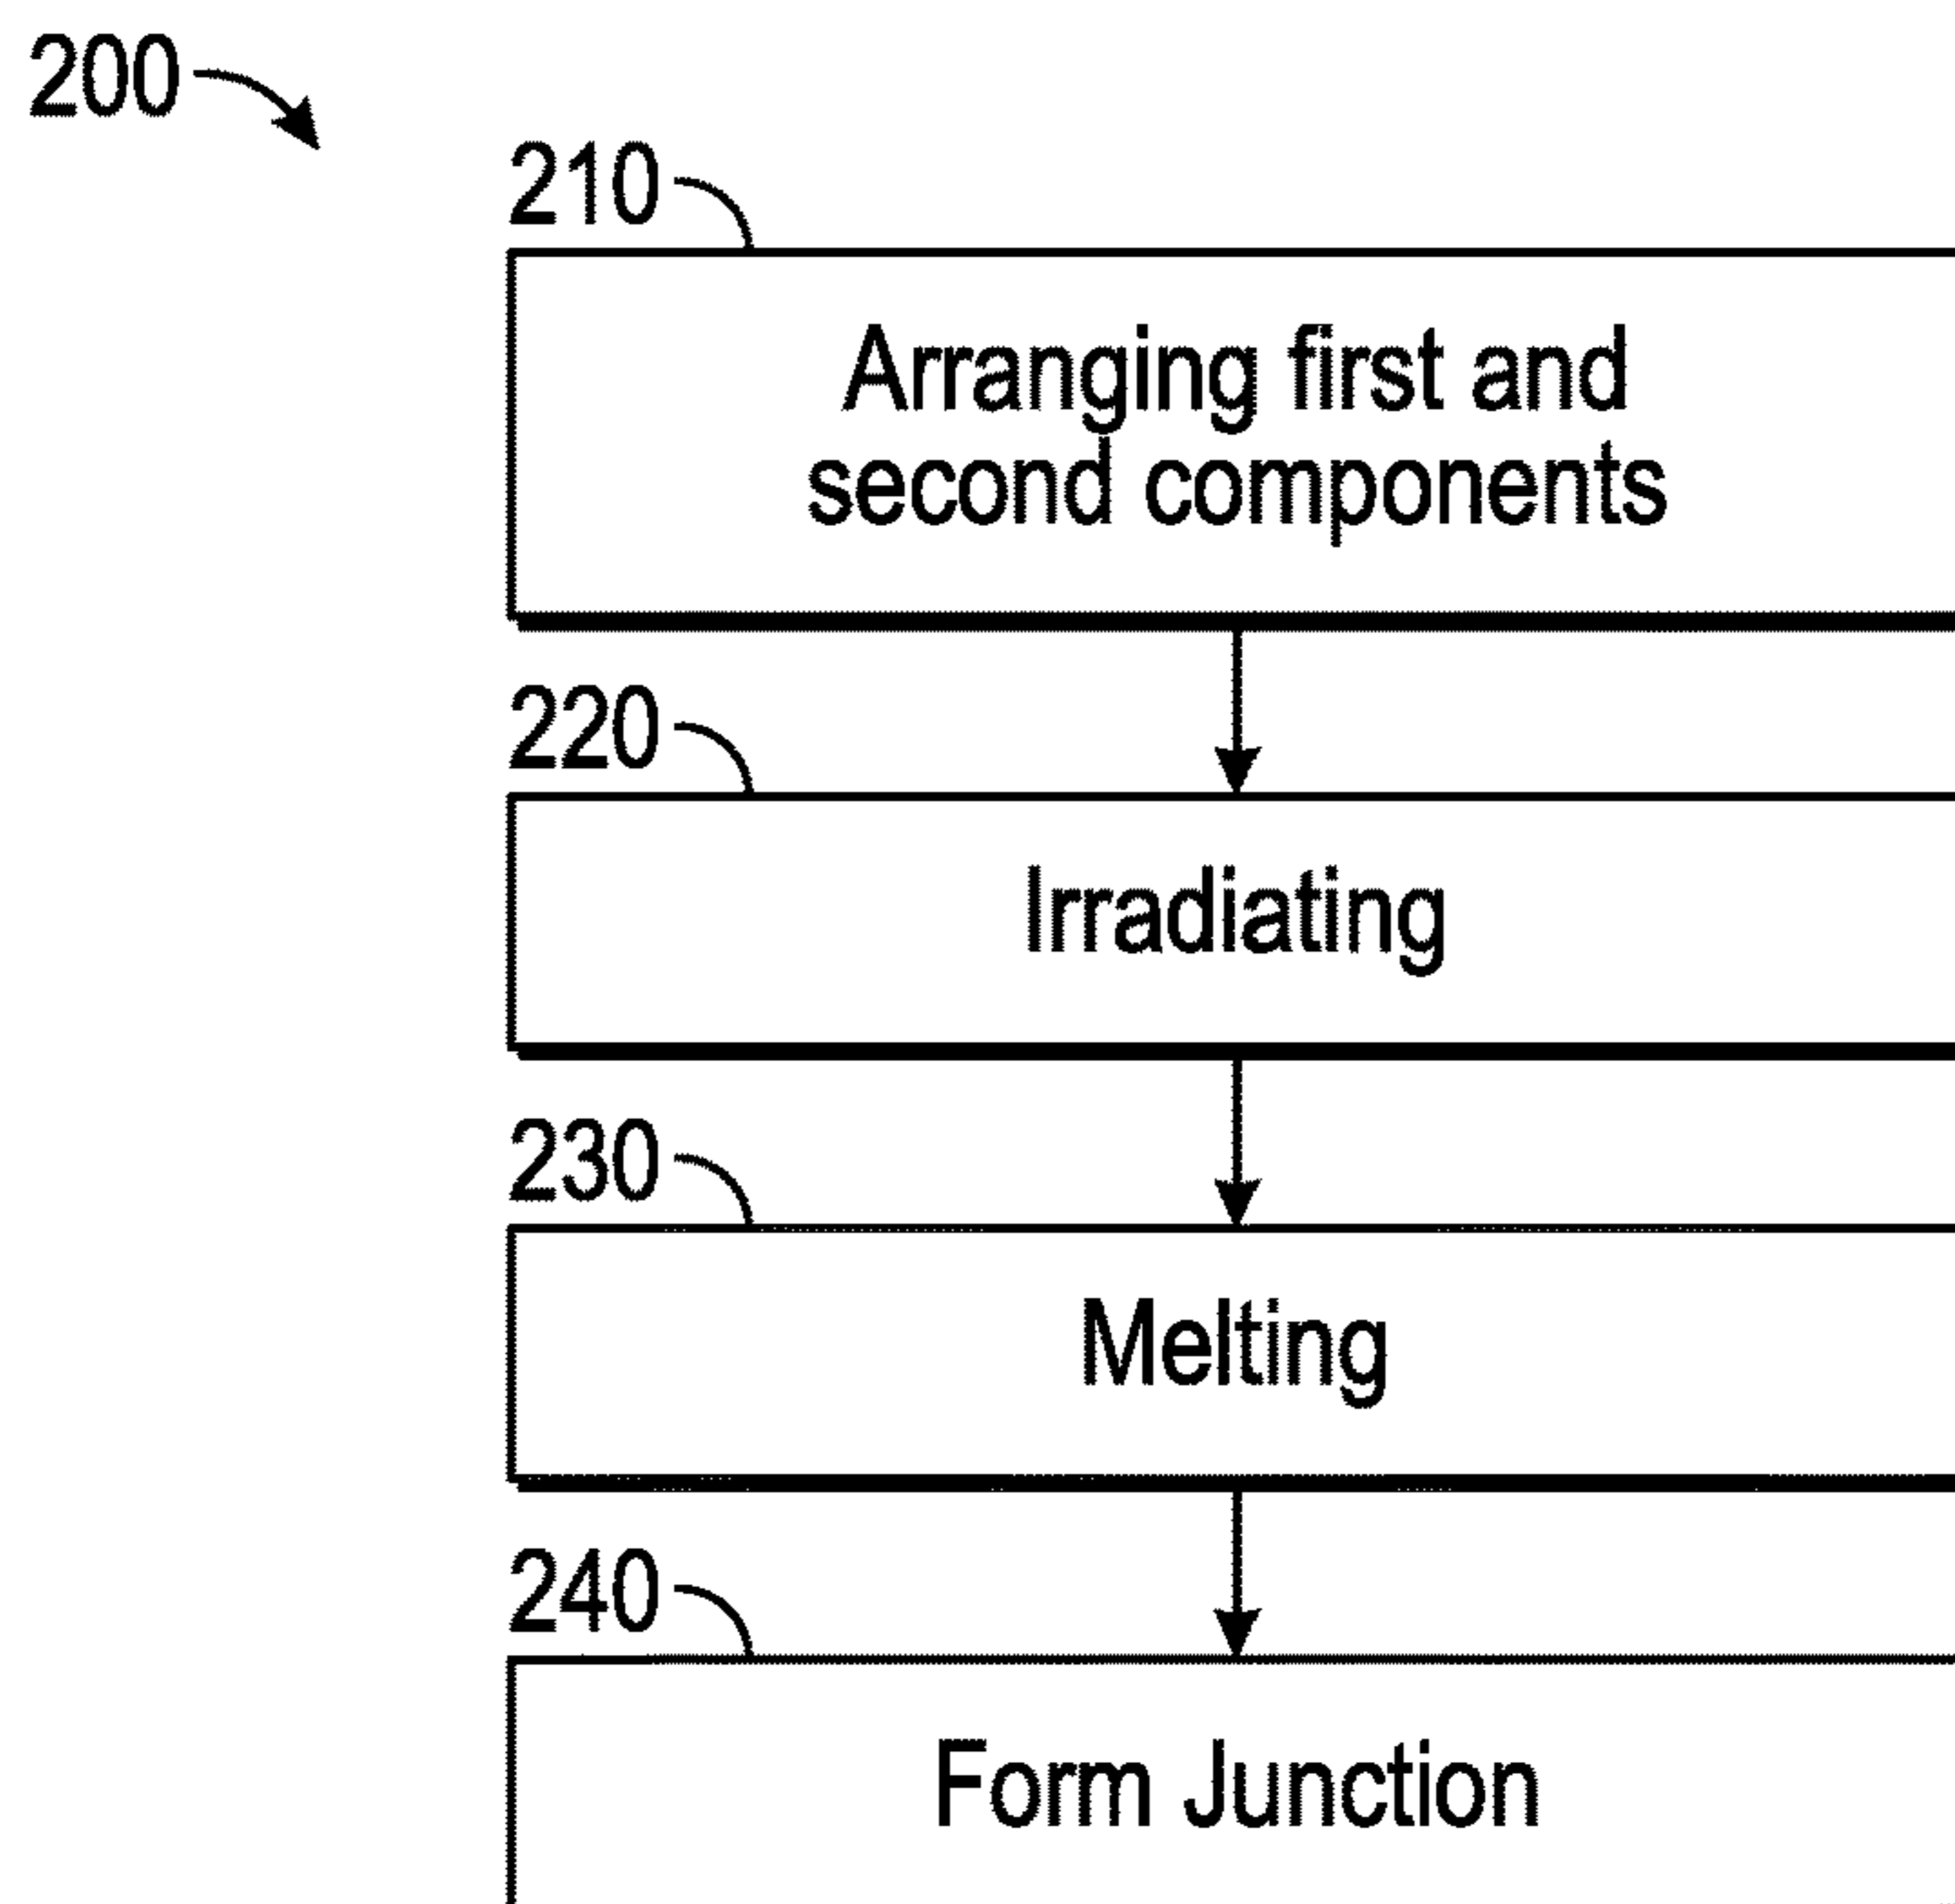 200
210
Arranging first and
second components
220
Irradiating
230
Melting
240
Form Junction